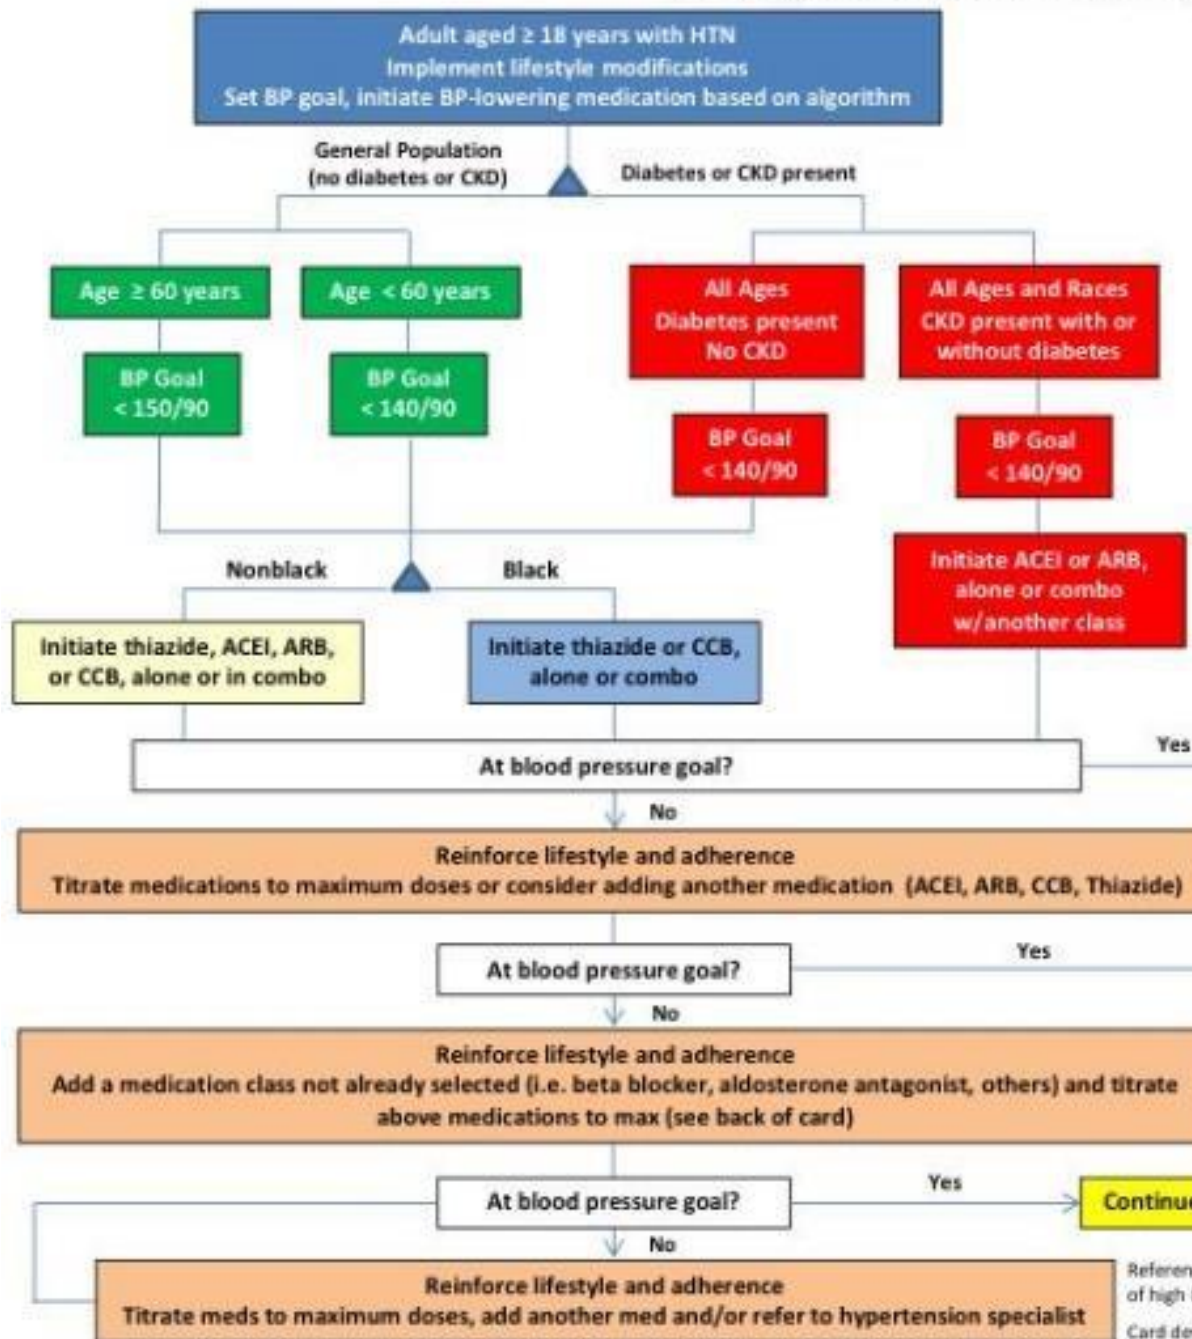 Adult aged ≥ 18 years with HTN
Implement lifestyle modifications
Set BP goal, initiate BP-lowering medication based on algorithm
General Population
(no diabetes or CKD)
Diabetes or CKD present
Age ≥ 60 years
Age < 60 years
All Ages
Diabetes present
No CKD
All Ages and Races
CKD present with or
without diabetes
BP Goal
< 150/90
BP Goal
< 140/90
BP Goal
< 140/90
BP Goal
< 140/90
Initiate ACEI or ARB,
alone or combo
w/another class
Nonblack
Black
Initiate thiazide, ACEI, ARB,
or CCB, alone or in combo
Initiate thiazide or CCB,
alone or combo
At blood pressure goal?
Yes
No
Reinforce lifestyle and adherence
Titrate medications to maximum doses or consider adding another medication (ACEI, ARB, CCB, Thiazide)
At blood pressure goal?
Yes
No
Reinforce lifestyle and adherence
Add a medication class not already selected (i.e. beta blocker, aldosterone antagonist, others) and titrate
above medications to max (see back of card)
At blood pressure goal?
Yes
Continue
No
Reinforce lifestyle and adherence
Titrate meds to maximum doses, add another med and/or refer to hypertension specialist
Referen
of high
Card de